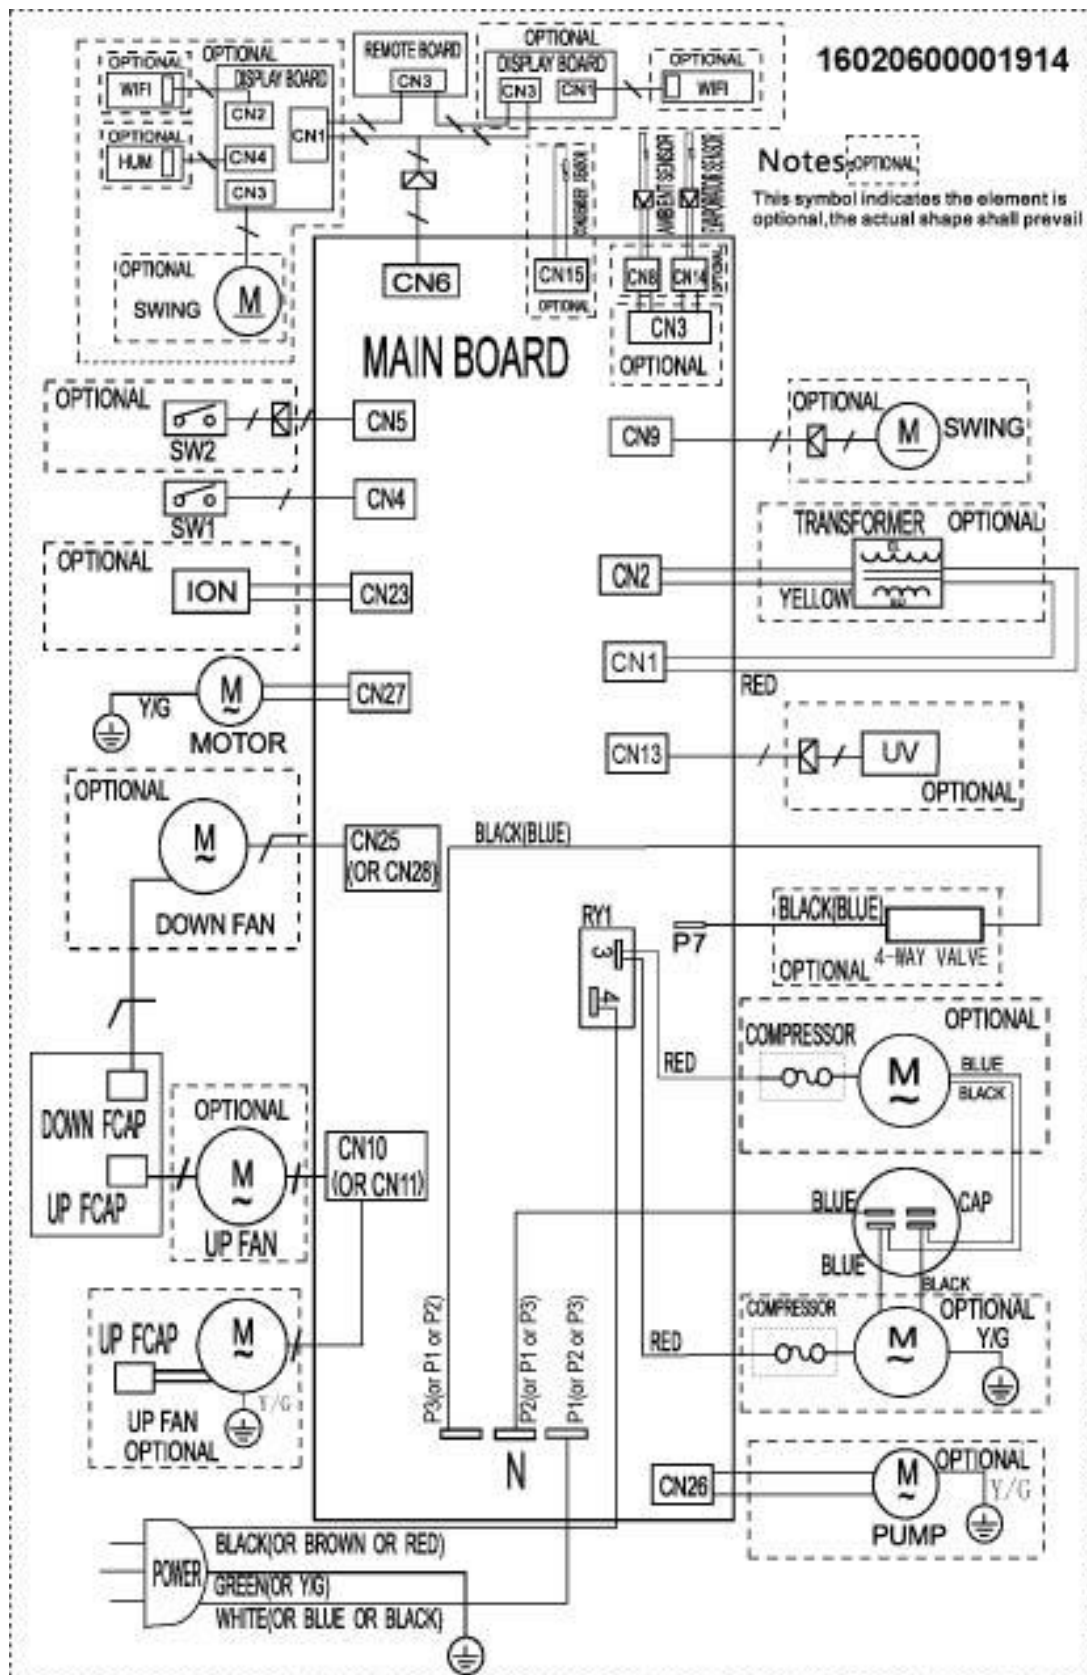 16020600001914
OPTIONAL
OPTIONAL
WIFI
DISPLAY BOARD
CN2
CN1
OPTIONAL
HUM
CN4
CN3
REMOTE BOARD
CN3
OPTIONAL
DISPLAY BOARD
CN3
CN1
OPTIONAL
WIFI
Notes:
OPTIONAL
This symbol indicates the element is
optional,the actual shape shall prevail
OPTIONAL
SWING
M
CN6
CN15
OPTIONAL
AMBIENT SENSOR
CN8
CN14
OPTIONAL
CN3
OPTIONAL
MAIN BOARD
OPTIONAL
SW2
CN5
SW1
CN4
OPTIONAL
ION
CN23
Y/G
M
~
MOTOR
CN27
CN9
OPTIONAL
M
SWING
TRANSFORMER
OPTIONAL
CN2
YELLOW
CN1
RED
CN13
UV
OPTIONAL
OPTIONAL
M
~
DOWN FAN
CN25
(OR CN28)
BLACK(BLUE)
RY1
3
4
P7
BLACK(BLUE)
4-WAY VALVE
OPTIONAL
OPTIONAL
COMPRESSOR
M
~
BLUE
BLACK
RED
DOWN FCAP
UP FCAP
OPTIONAL
M
~
UP FAN
CN10
(OR CN11)
BLUE
CAP
BLUE
BLACK
COMPRESSOR
OPTIONAL
Y/G
M
~
RED
UP FCAP
M
~
Y/G
UP FAN
OPTIONAL
P3(or P1 or P2)
P2(or P1 or P3)
P1(or P2 or P3)
N
CN26
M
~
OPTIONAL
Y/G
PUMP
POWER
BLACK(OR BROWN OR RED)
GREEN(OR Y/G)
WHITE(OR BLUE OR BLACK)